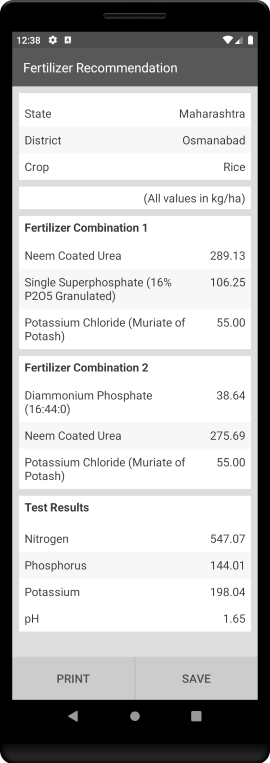 12:38
Fertilizer Recommendation
State Maharashtra
District Osmanabad
Crop Rice
(All values in kg/ha)
Fertilizer Combination 1
Neem Coated Urea 289.13
Single Superphosphate (16% 106.25
P2O5 Granulated)
Potassium Chloride (Muriate of 55.00
Potash)
Fertilizer Combination 2
Diammonium Phosphate 38.64
(16:44:0)
Neem Coated Urea 275.69
Potassium Chloride (Muriate of 55.00
Potash)
Test Results
Nitrogen 547.07
Phosphorus 144.01
Potassium 198.04
pH 1.65
PRINT SAVE